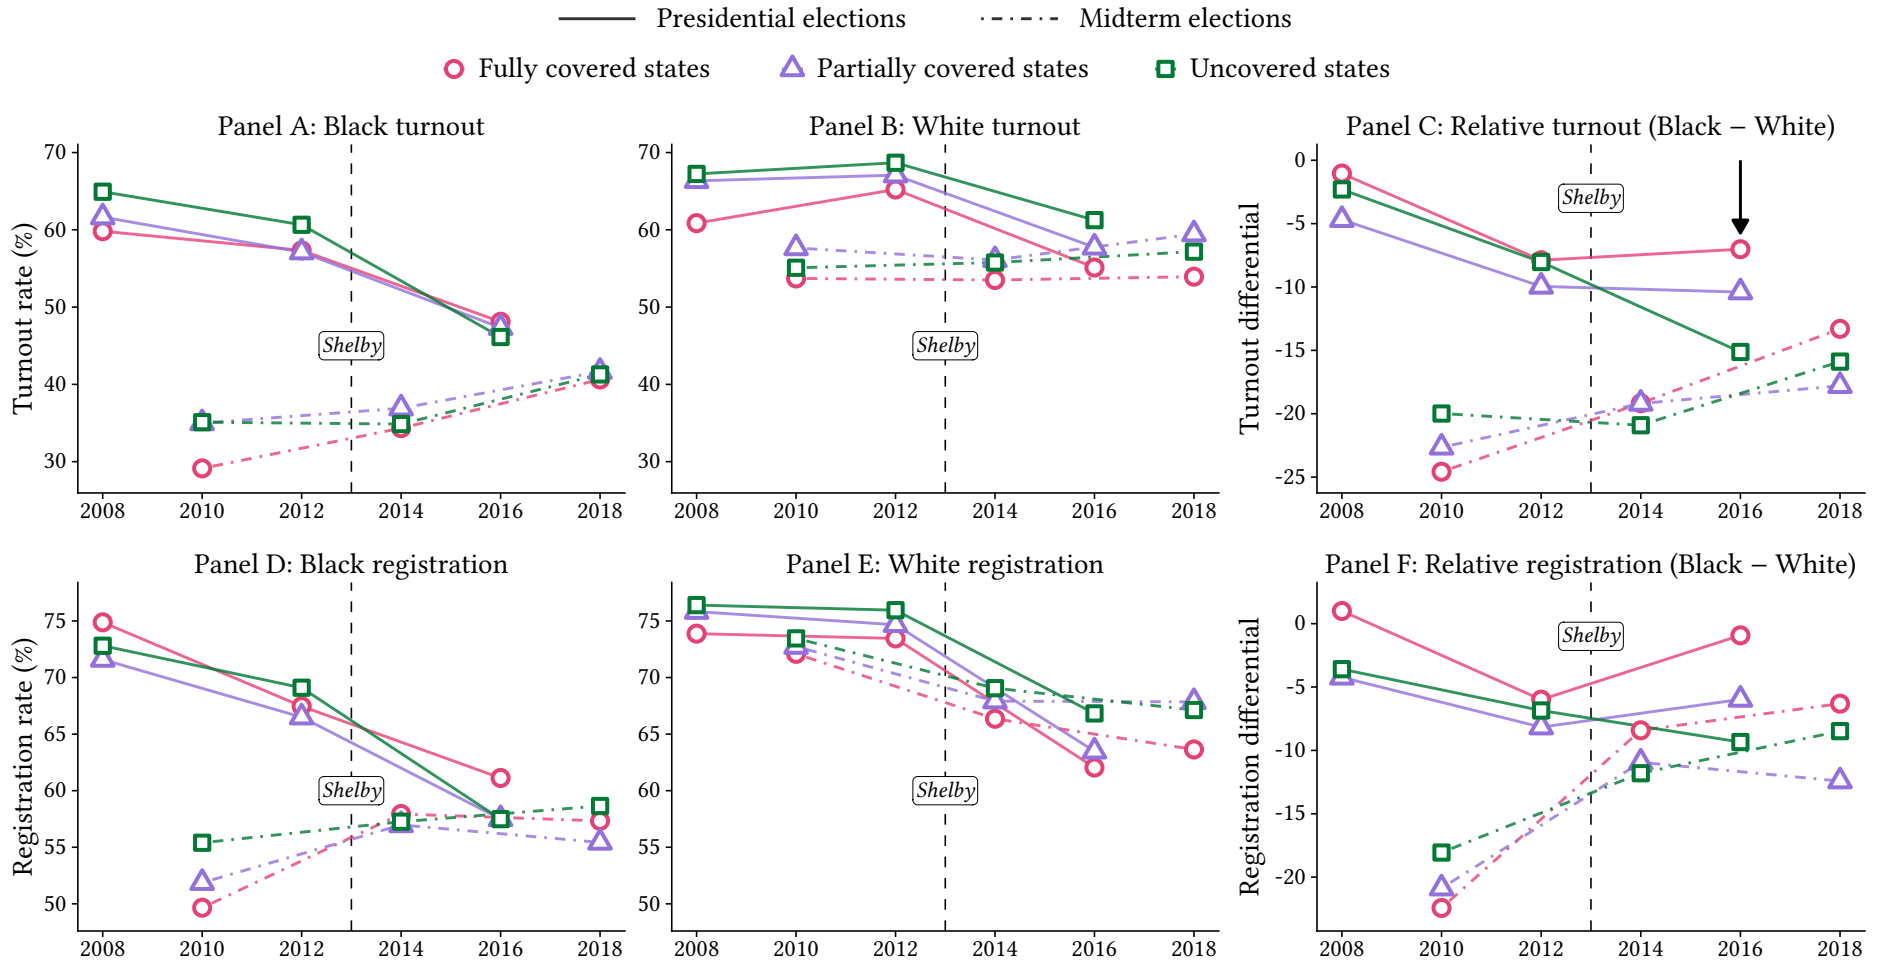 Presidential elections Midterm elections
Fully covered states Partially covered states Uncovered states
Panel A: Black turnout
Turnout rate (%)
70
60
50
40
30
Shelby
2008 2010 2012 2014 2016 2018
Panel B: White turnout
70
60
50
40
30
Shelby
2008 2010 2012 2014 2016 2018
Panel C: Relative turnout (Black – White)
Turnout differential
0
-5
-10
-15
-20
-25
Shelby
2008 2010 2012 2014 2016 2018
Panel D: Black registration
Registration rate (%)
75
70
65
60
55
50
Shelby
2008 2010 2012 2014 2016 2018
Panel E: White registration
75
70
65
60
55
50
Shelby
2008 2010 2012 2014 2016 2018
Panel F: Relative registration (Black – White)
Registration differential
0
-5
-10
-15
-20
Shelby
2008 2010 2012 2014 2016 2018